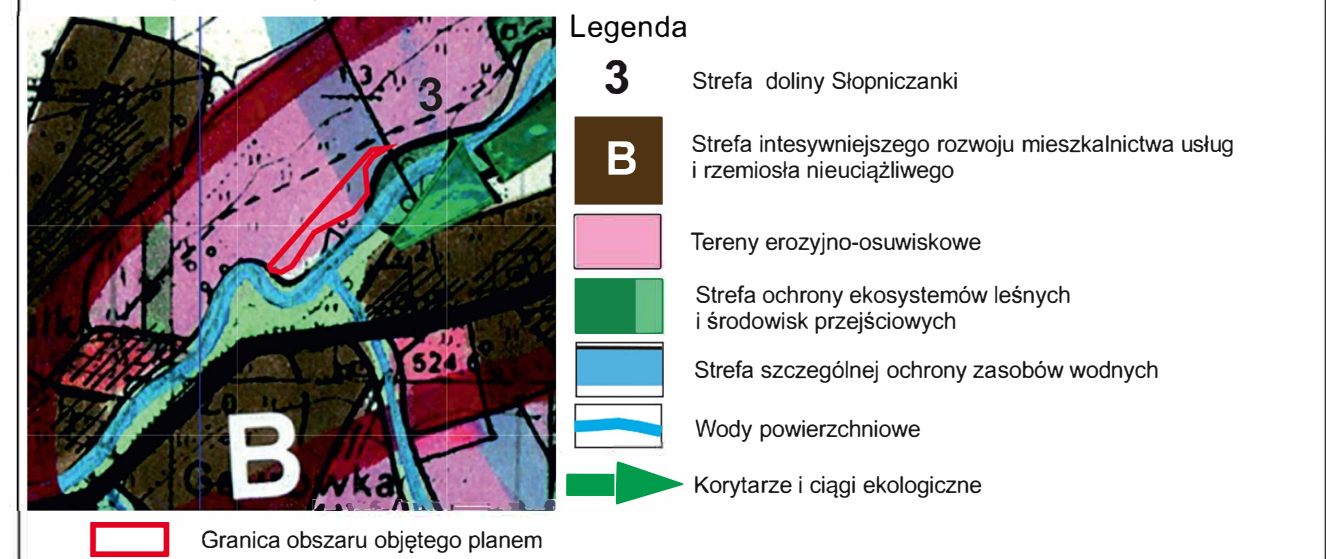 Legenda
3 Strefa doliny Słopniczanki
B Strefa intesywniejszego rozwoju mieszkalnictwa usług
i rzemiosła nieuciążliwego
Tereny erozyjno-osuwiskowe
Strefa ochrony ekosystemów leśnych
i środowisk przejściowych
Strefa szczególnej ochrony zasobów wodnych
Wody powierzchniowe
Korytarze i ciągi ekologiczne
3
524
B
Granica obszaru objętego planem